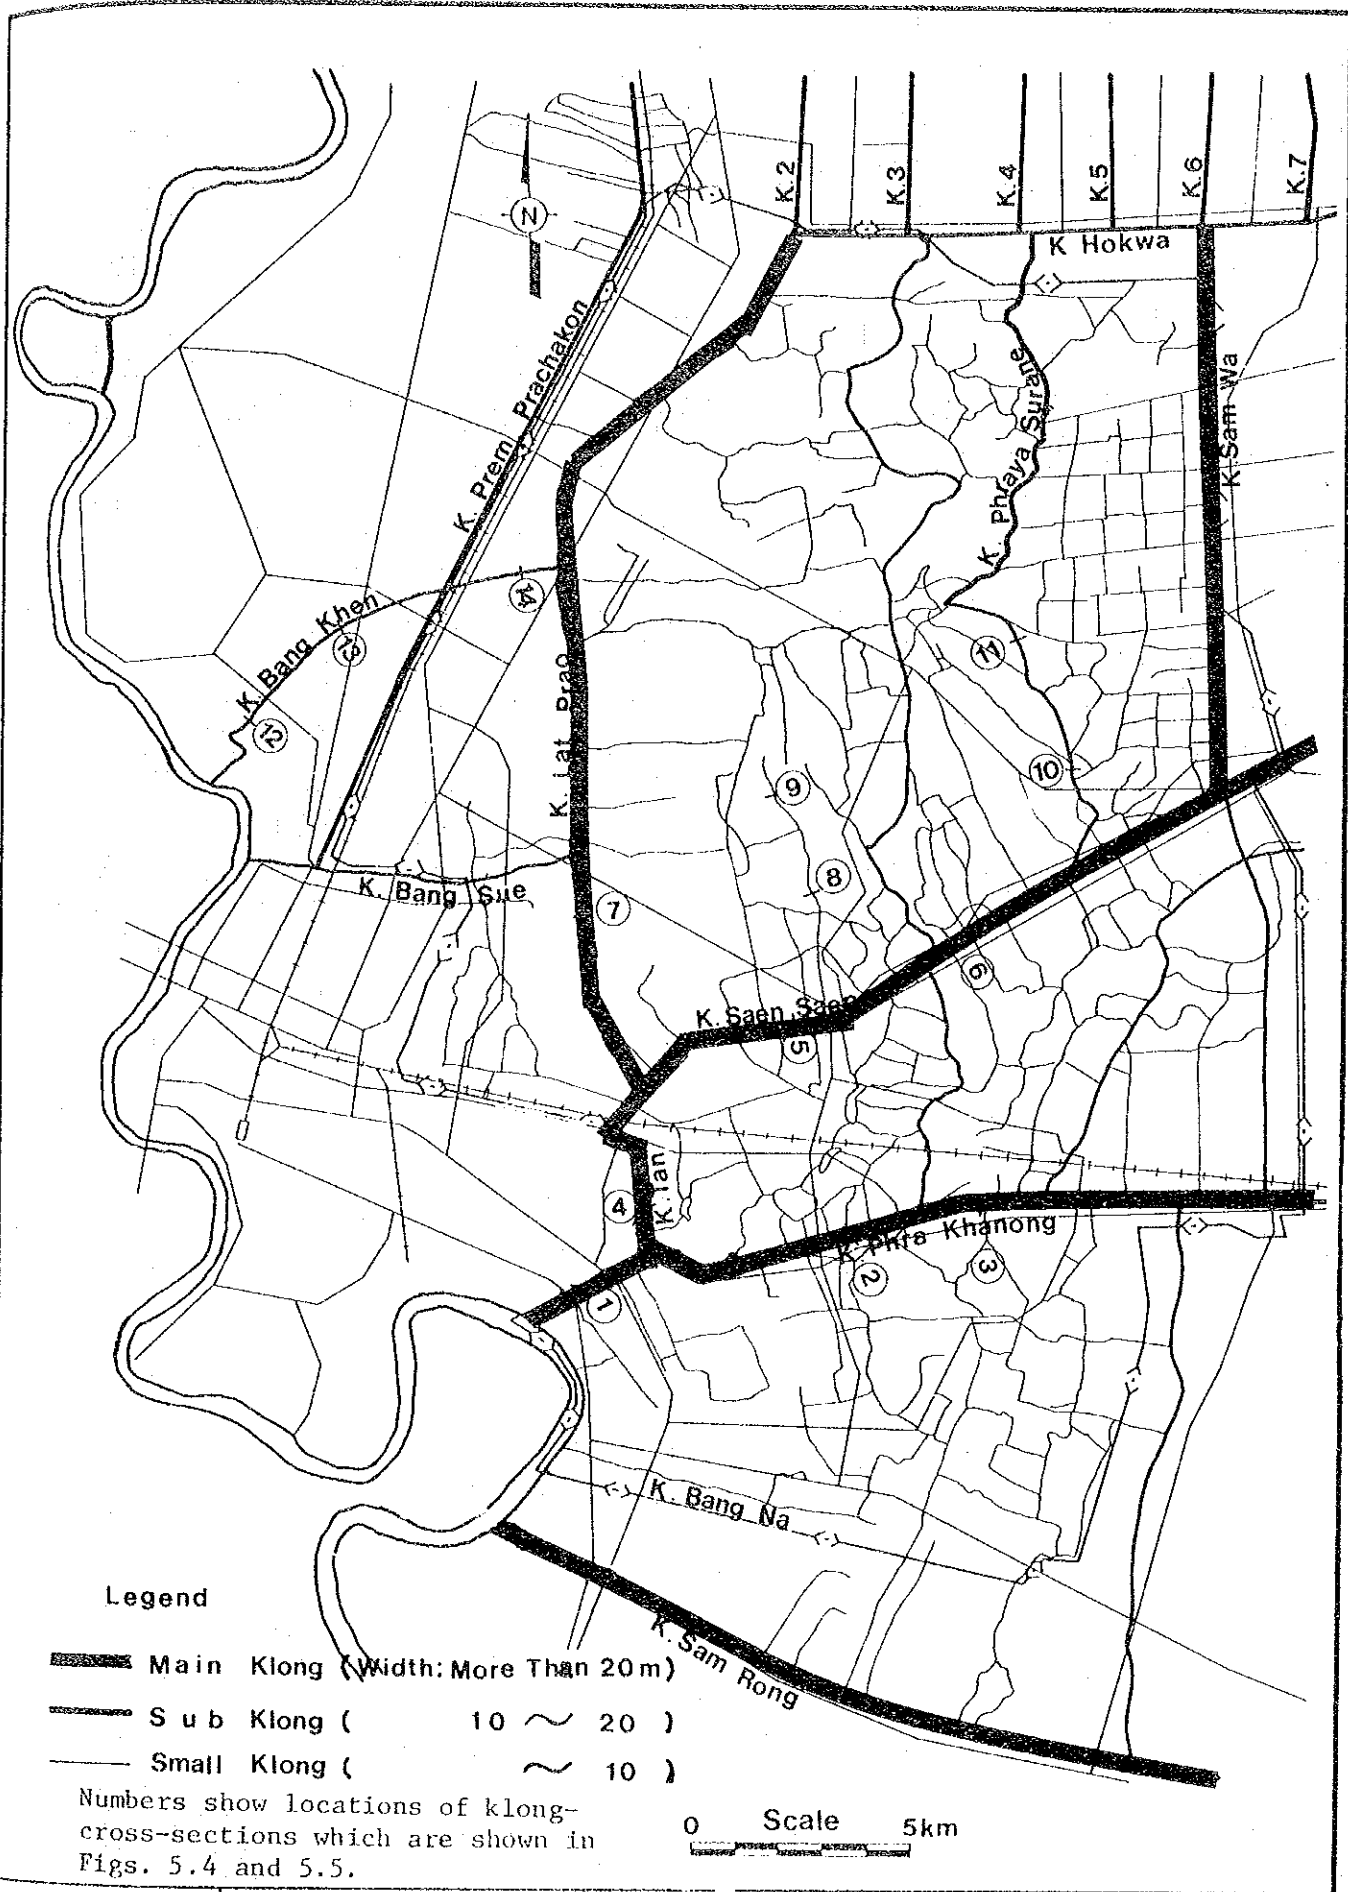 K.2
K.3
K.4
K.5
K.6
K.7
N
K Hokwa
K. Prem Prachakon
K. Phraya Surane
K Sam Wa
K. Bang Khen
14
13
12
11
K. Lat Prao
10
9
8
7
K. Bang Sue
6
K. Saen Saep
5
4
K. Tan
K. Phra Khanong
3
2
1
K. Bang Na
K. Sam Rong
Legend
Main Klong (Width: More Than 20 m)
Sub Klong ( 10 ~ 20 )
Small Klong ( ~ 10 )
Numbers show locations of klong-
cross-sections which are shown in
Figs. 5.4 and 5.5.
0 Scale 5km